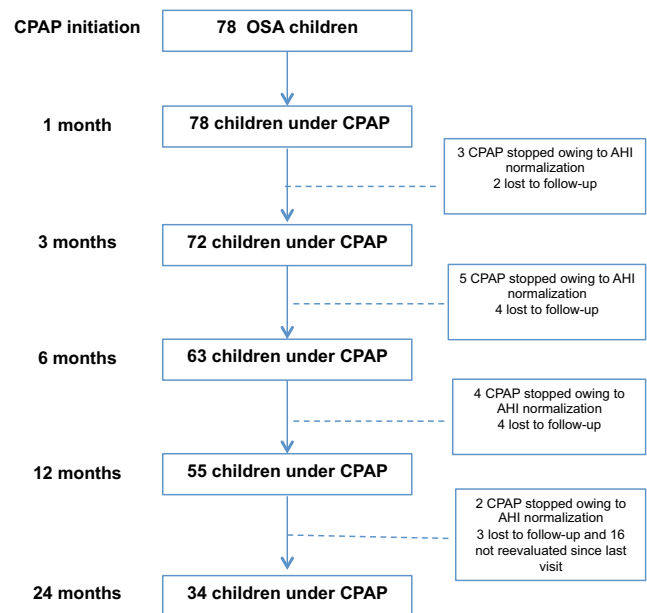 CPAP initiation
78 OSA children
1 month
78 children under CPAP
3 CPAP stopped owing to AHI
normalization
2 lost to follow-up
3 months
72 children under CPAP
5 CPAP stopped owing to AHI
normalization
4 lost to follow-up
6 months
63 children under CPAP
4 CPAP stopped owing to
AHI normalization
4 lost to follow-up
12 months
55 children under CPAP
2 CPAP stopped owing to
AHI normalization
3 lost to follow-up and 16
not reevaluated since last
visit
24 months
34 children under CPAP